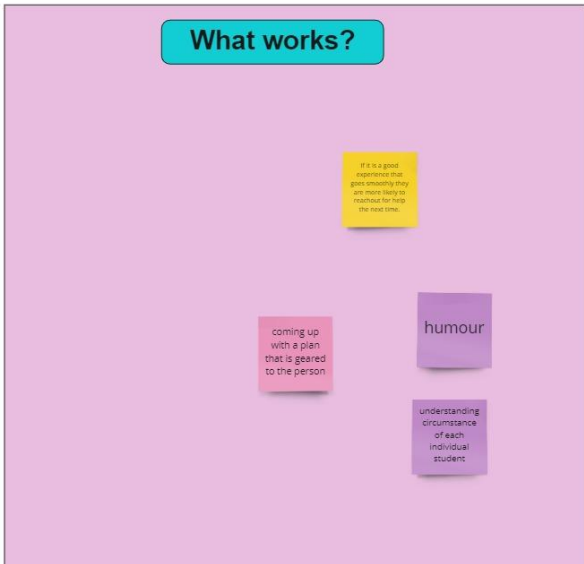 What works?
If it is a good
experience that
goes smoothly they
are more likely to
reachout for help
the next time.
humour
coming up
with a plan
that is geared
to the person
understanding
circumstance
of each
individual
student